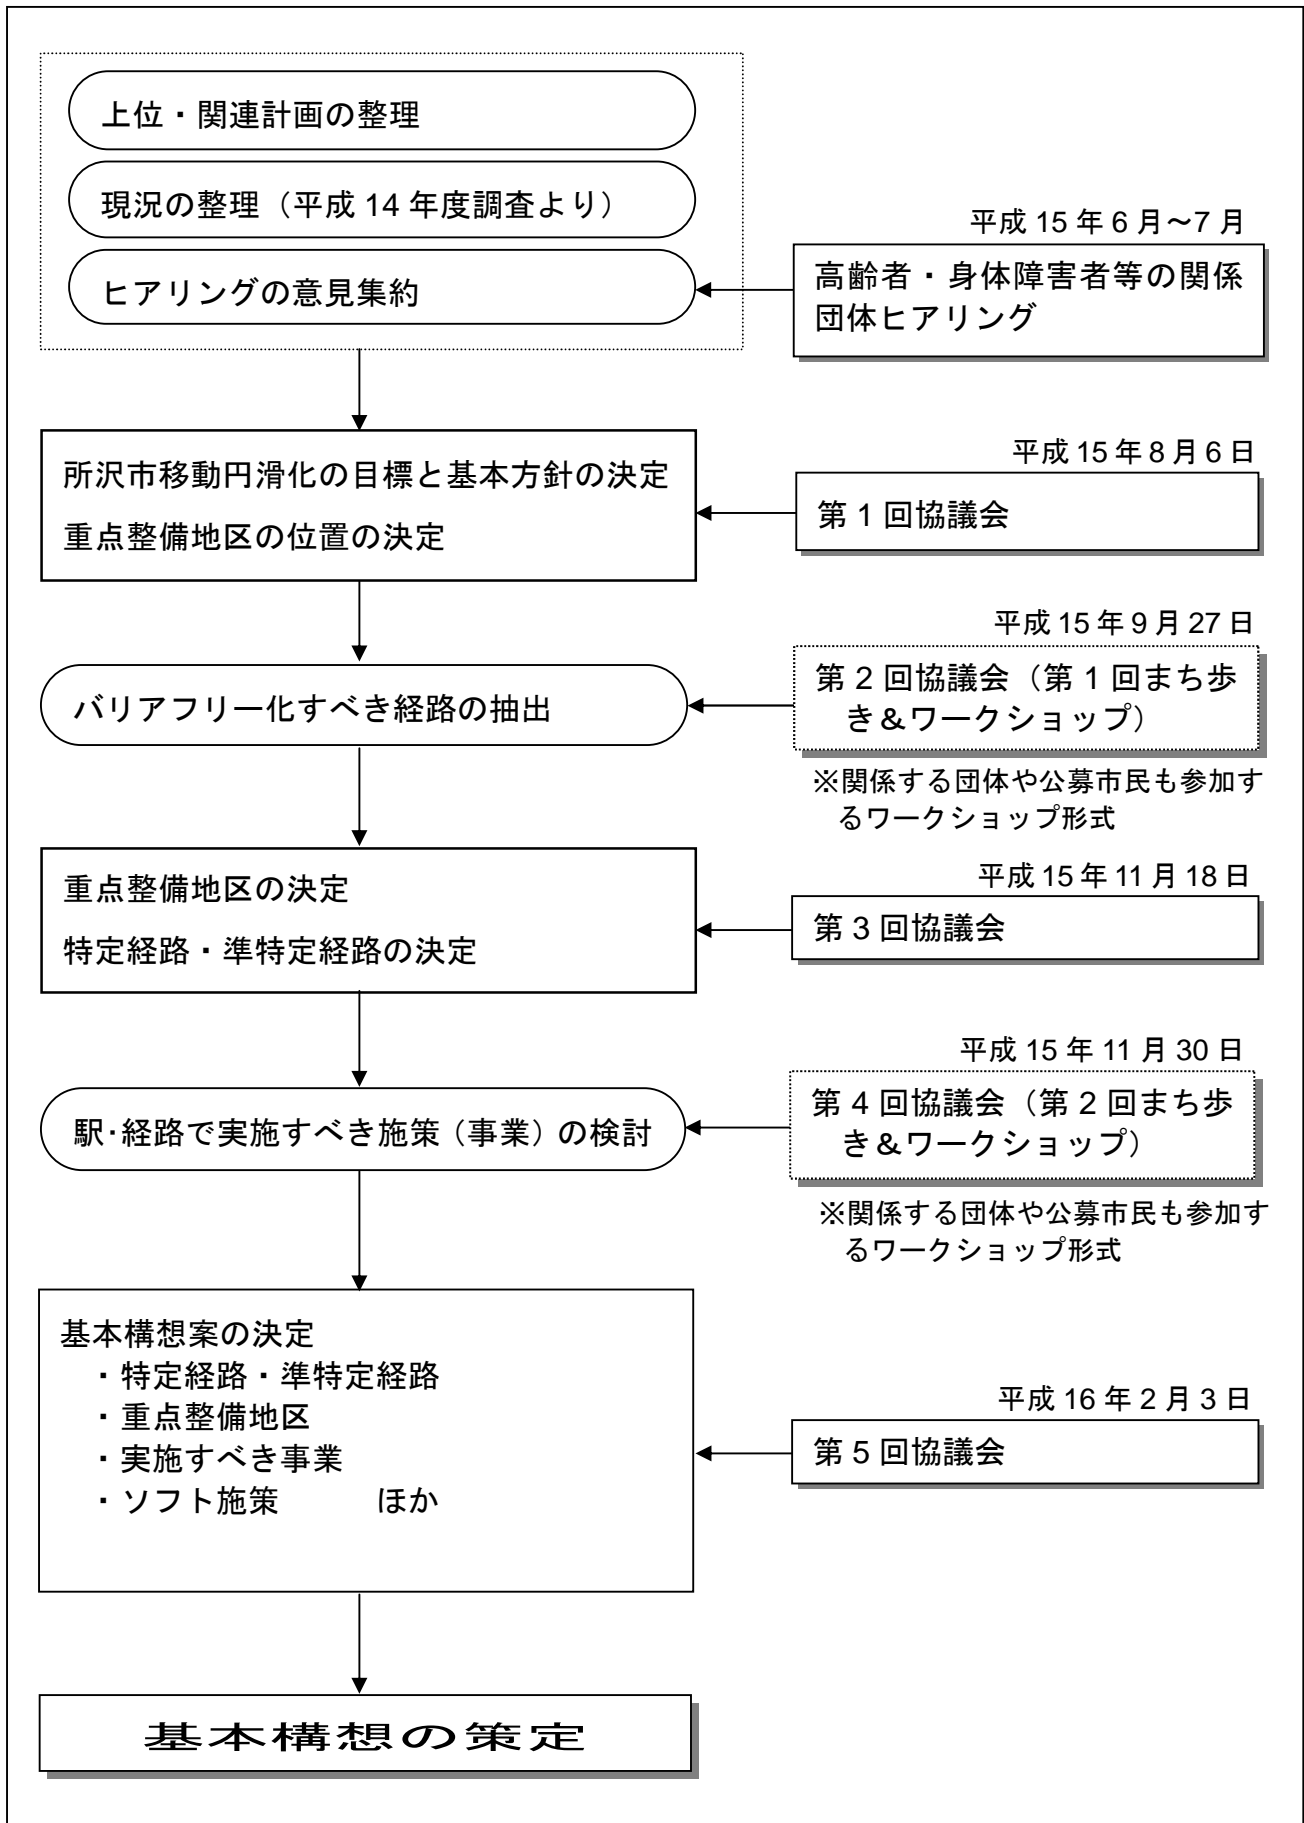 上位・関連計画の整理
現況の整理（平成 14 年度調査より）
平成 15 年 6 月～7 月
ヒアリングの意見集約
高齢者・身体障害者等の関係
団体ヒアリング
所沢市移動円滑化の目標と基本方針の決定
重点整備地区の位置の決定
平成 15 年 8 月 6 日
第 1 回協議会
平成 15 年 9 月 27 日
バリアフリー化すべき経路の抽出
第 2 回協議会（第 1 回まち歩
き＆ワークショップ）
※関係する団体や公募市民も参加す
るワークショップ形式
重点整備地区の決定
特定経路・準特定経路の決定
平成 15 年 11 月 18 日
第 3 回協議会
平成 15 年 11 月 30 日
駅・経路で実施すべき施策（事業）の検討
第 4 回協議会（第 2 回まち歩
き＆ワークショップ）
※関係する団体や公募市民も参加す
るワークショップ形式
基本構想案の決定
・特定経路・準特定経路
・重点整備地区
・実施すべき事業
・ソフト施策　　　ほか
平成 16 年 2 月 3 日
第 5 回協議会
基本構想の策定